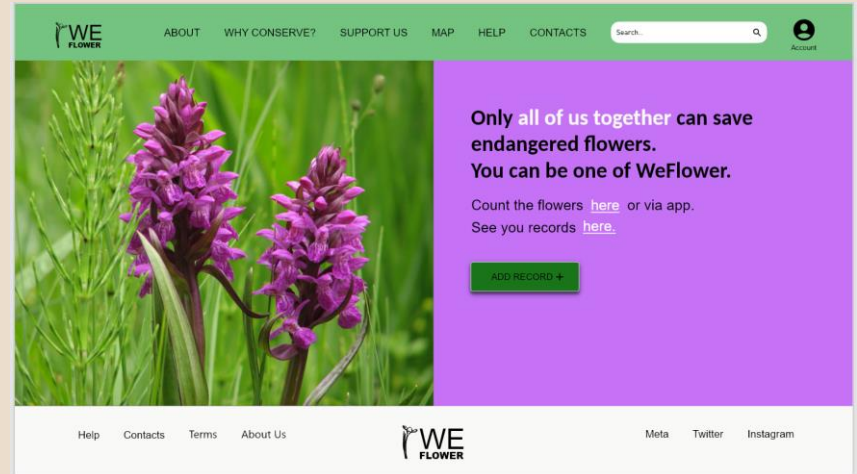 WE
FLOWER
ABOUT WHY CONSERVE? SUPPORT US MAP HELP CONTACTS Search.. Account
Only all of us together can save
endangered flowers.
You can be one of WeFlower.
Count the flowers here or via app.
See you records here.
ADD RECORD +
Help Contacts Terms About Us
WE
FLOWER
Meta Twitter Instagram